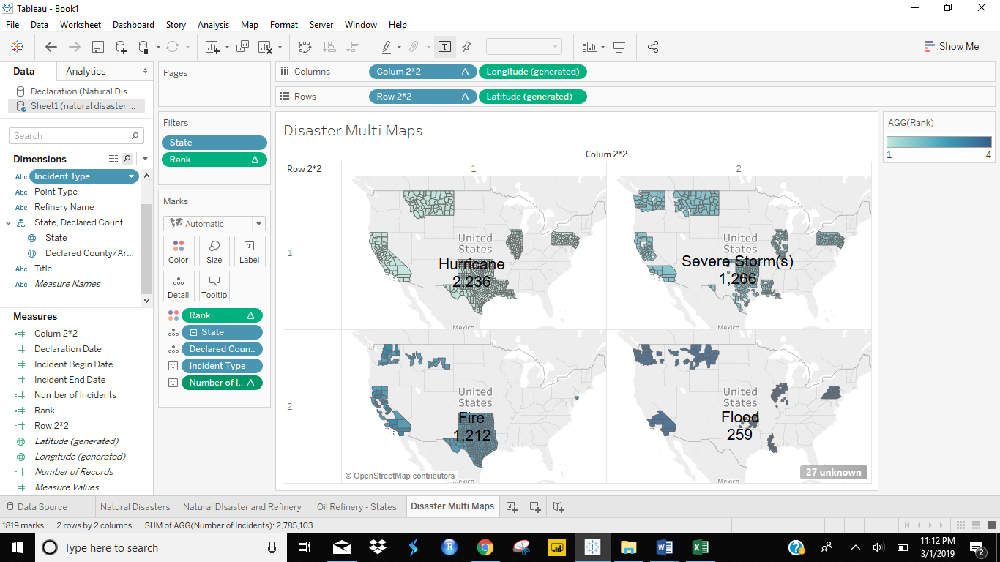 Tableau - Book1
File Data Worksheet Dashboard Story Analysis Map Format Server Window Help
Show Me
Data Analytics
Declaration (Natural Dis...
Sheet1 (natural disaster ...
Search
Dimensions
Abc Incident Type
Abc Point Type
Abc Refinery Name
State, Declared Count...
State
Declared County/Ar...
Abc Title
Abc Measure Names
Measures
Colum 2*2
Declaration Date
Incident Begin Date
Incident End Date
Number of Incidents
Rank
Row 2*2
Latitude (generated)
Longitude (generated)
Number of Records
Measure Values
Pages
Filters
State
Rank
Marks
Automatic
Color Size Label
Detail Tooltip
Rank
State
Declared Coun..
Incident Type
Number of I..
Columns Colum 2*2 Longitude (generated)
Rows Row 2*2 Latitude (generated)
Disaster Multi Maps
Colum 2*2
Row 2*2 1 2
1
United
States
Hurricane
2,236
Mexico
United
States
Severe Storm(s)
1,266
Mexico
2
United
States
Fire
1,212
Mexico
© OpenStreetMap contributors
United
States
Flood
259
Mexico
27 unknown
AGG(Rank)
1 4
Data Source Natural Disasters Natural DIsaster and Refinery Oil Refinery - States Disaster Multi Maps
1819 marks 2 rows by 2 columns SUM of AGG(Number of Incidents): 2,785,103
Type here to search
11:12 PM
3/1/2019
2